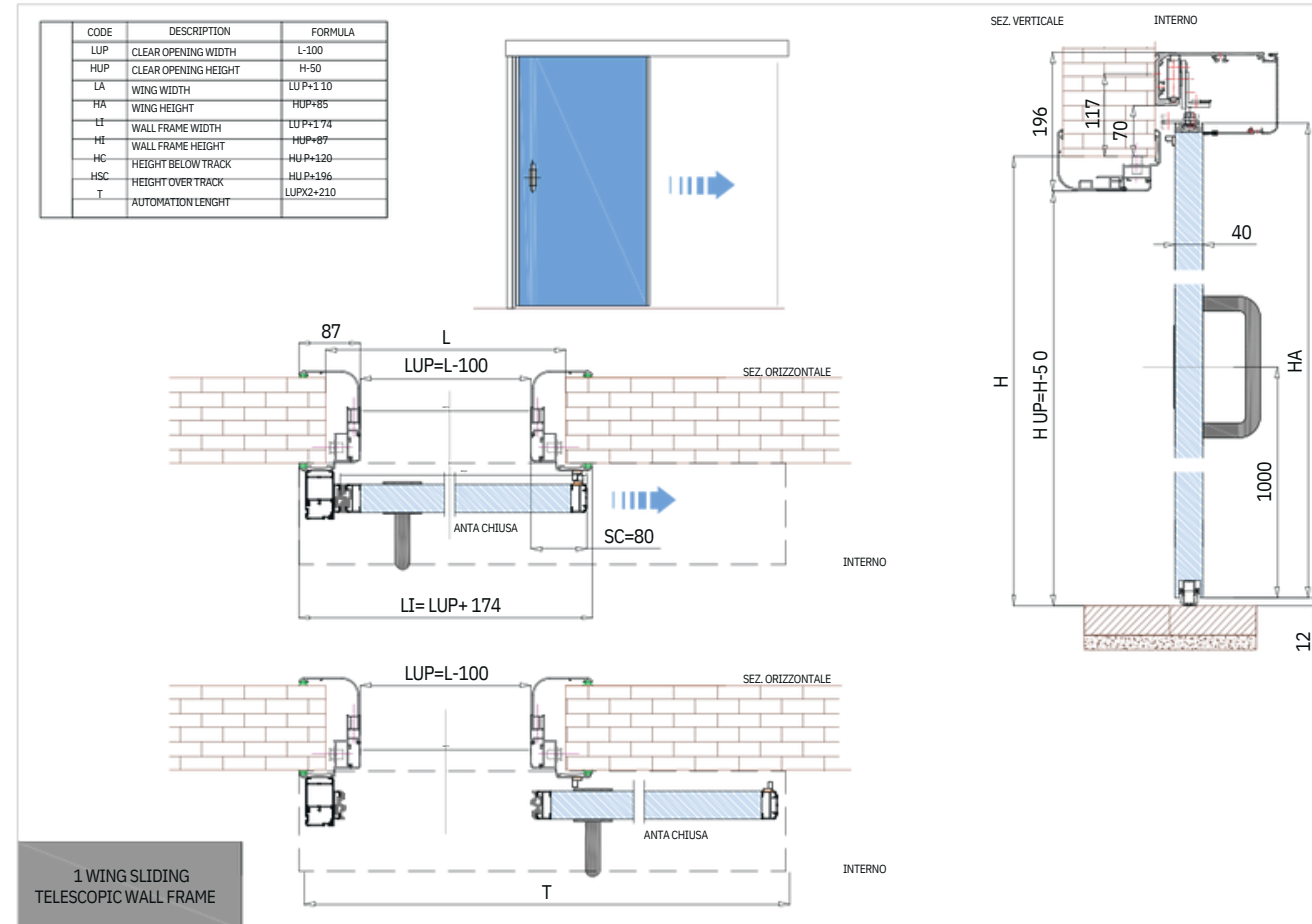 CODE DESCRIPTION FORMULA
LUP CLEAR OPENING WIDTH L-100
HUP CLEAR OPENING HEIGHT H-50
LA WING WIDTH LU P+1 10
HA WING HEIGHT HUP+85
LI WALL FRAME WIDTH LU P+1 74
HI WALL FRAME HEIGHT HUP+87
HC HEIGHT BELOW TRACK HU P+120
HSC HEIGHT OVER TRACK HU P+196
T AUTOMATION LENGHT LUPX2+210
SEZ. VERTICALE
INTERNO
196
117
70
40
H
H UP=H-5 0
HA
1000
12
87
L
LUP=L-100
SEZ. ORIZZONTALE
ANTA CHIUSA
SC=80
INTERNO
LI= LUP+ 174
LUP=L-100
SEZ. ORIZZONTALE
ANTA CHIUSA
INTERNO
T
1 WING SLIDING
TELESCOPIC WALL FRAME